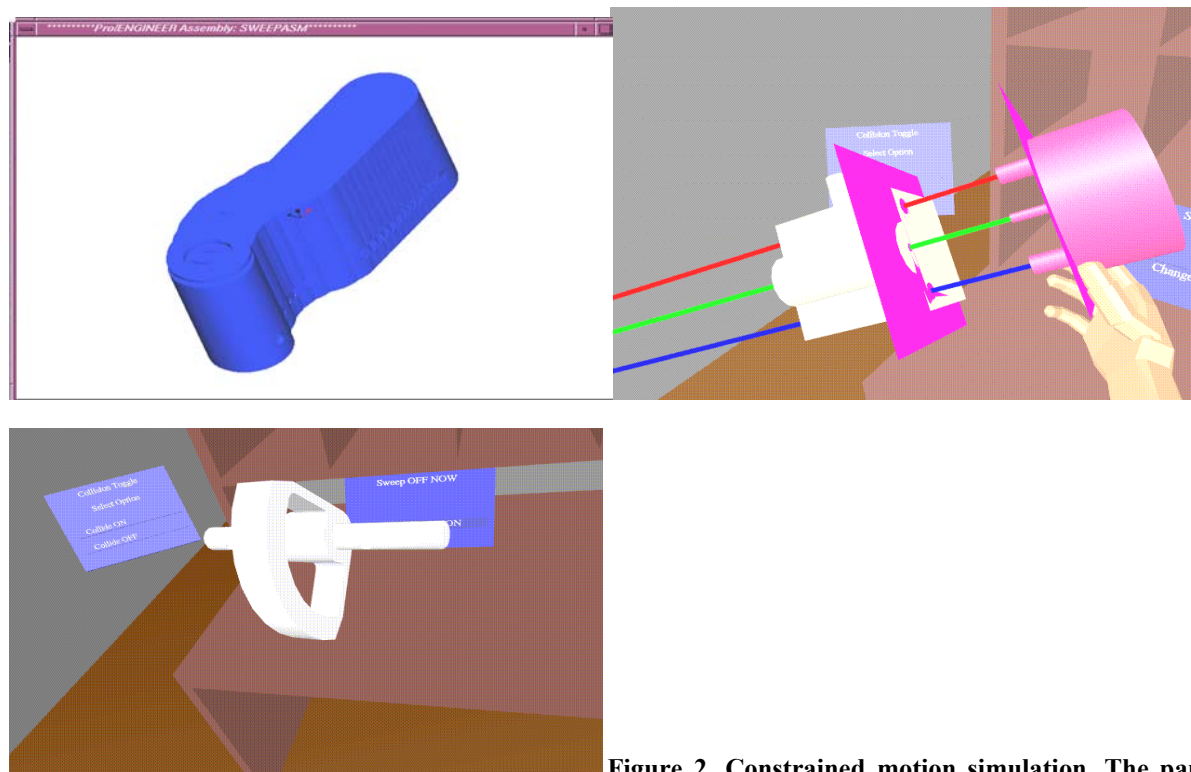 **********Pro/ENGINEER Assembly: SWEEPASM**********
Collision Toggle
Select Option
Change
Collision Toggle
Select Option
Collide ON
Collide OFF
Sweep OFF NOW
ON
Figure 2. Constrained motion simulation. The